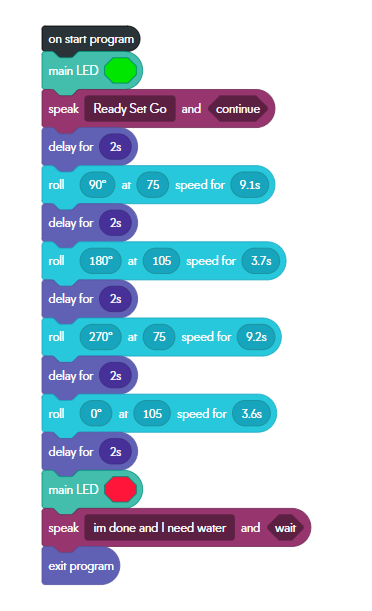 on start program
main LED
speak Ready Set Go and continue
delay for 2s
roll 90° at 75 speed for 9.1s
delay for 2s
roll 180° at 105 speed for 3.7s
delay for 2s
roll 270° at 75 speed for 9.2s
delay for 2s
roll 0° at 105 speed for 3.6s
delay for 2s
main LED
speak im done and I need water and wait
exit program